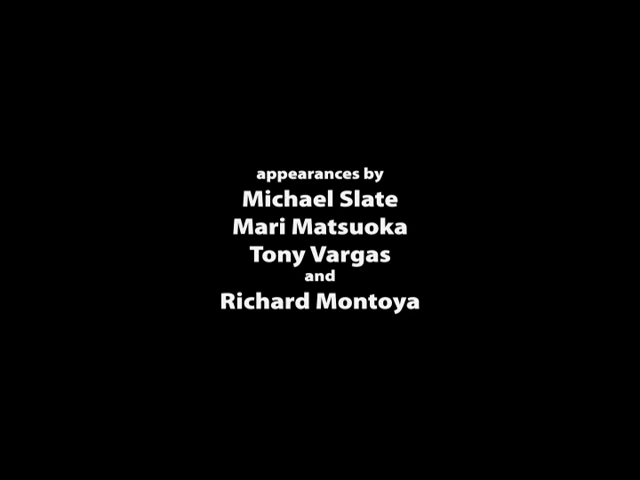 appearances by
Michael Slate
Mari Matsuoka
Tony Vargas
and
Richard Montoya